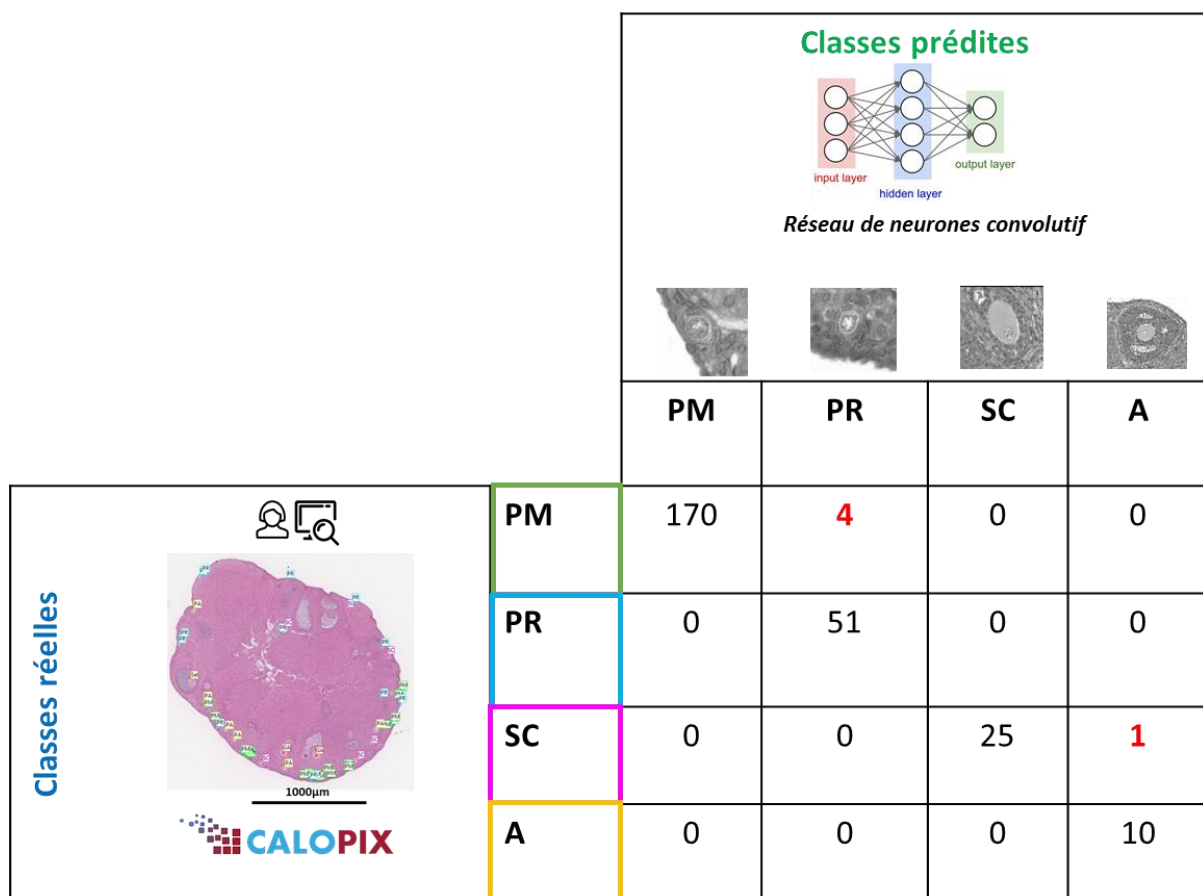 Classes prédites
input layer
hidden layer
output layer
Réseau de neurones convolutif
PM PR SC A
Classes réelles
PM 170 4 0 0
PR 0 51 0 0
SC 0 0 25 1
A 0 0 0 10
1000µm
CALOPIX